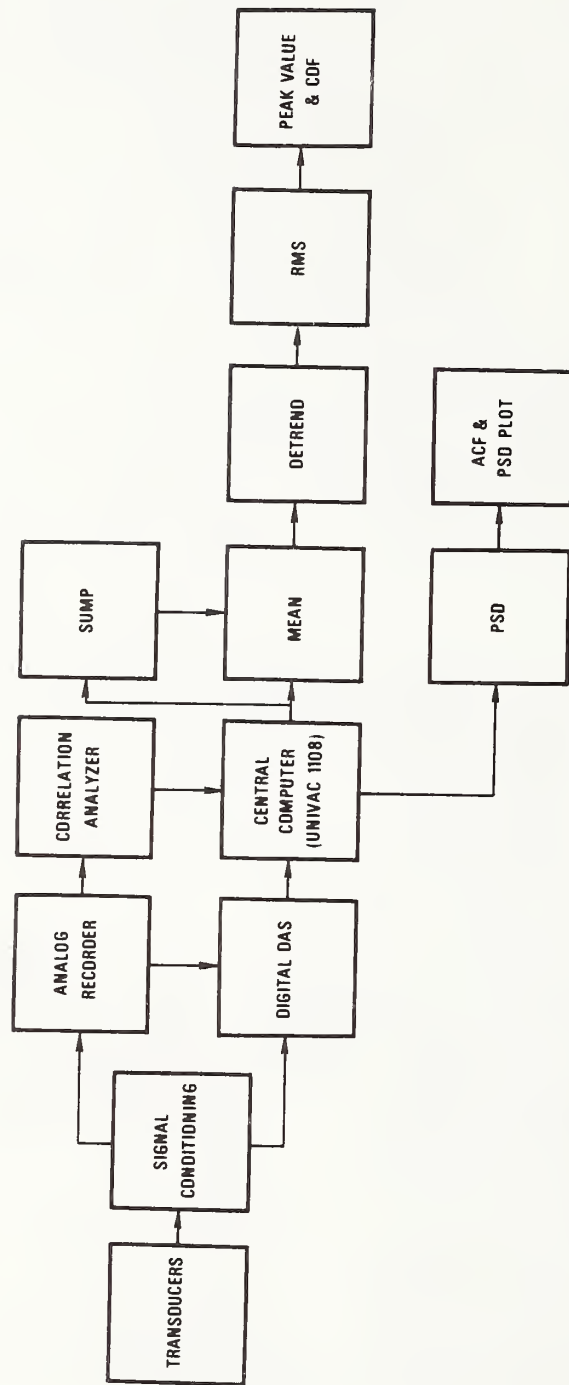 TRANSDUCERS
SIGNAL
CONDITIONING
ANALOG
RECORDER
DIGITAL DAS
CORRELATION
ANALYZER
CENTRAL
COMPUTER
(UNIVAC 1108)
SUMP
MEAN
DETREND
RMS
PEAK VALUE
& CDF
PSD
ACF &
PSD PLOT